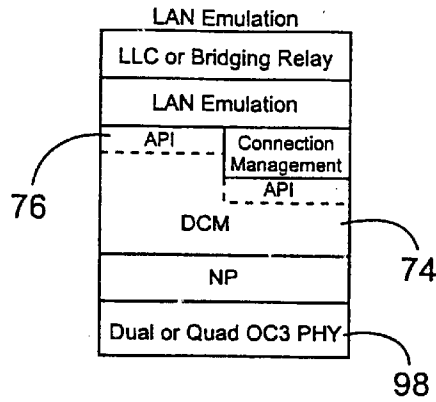 LAN Emulation
LLC or Bridging Relay
LAN Emulation
API
Connection
Management
API
76
DCM
74
NP
Dual or Quad OC3 PHY
98